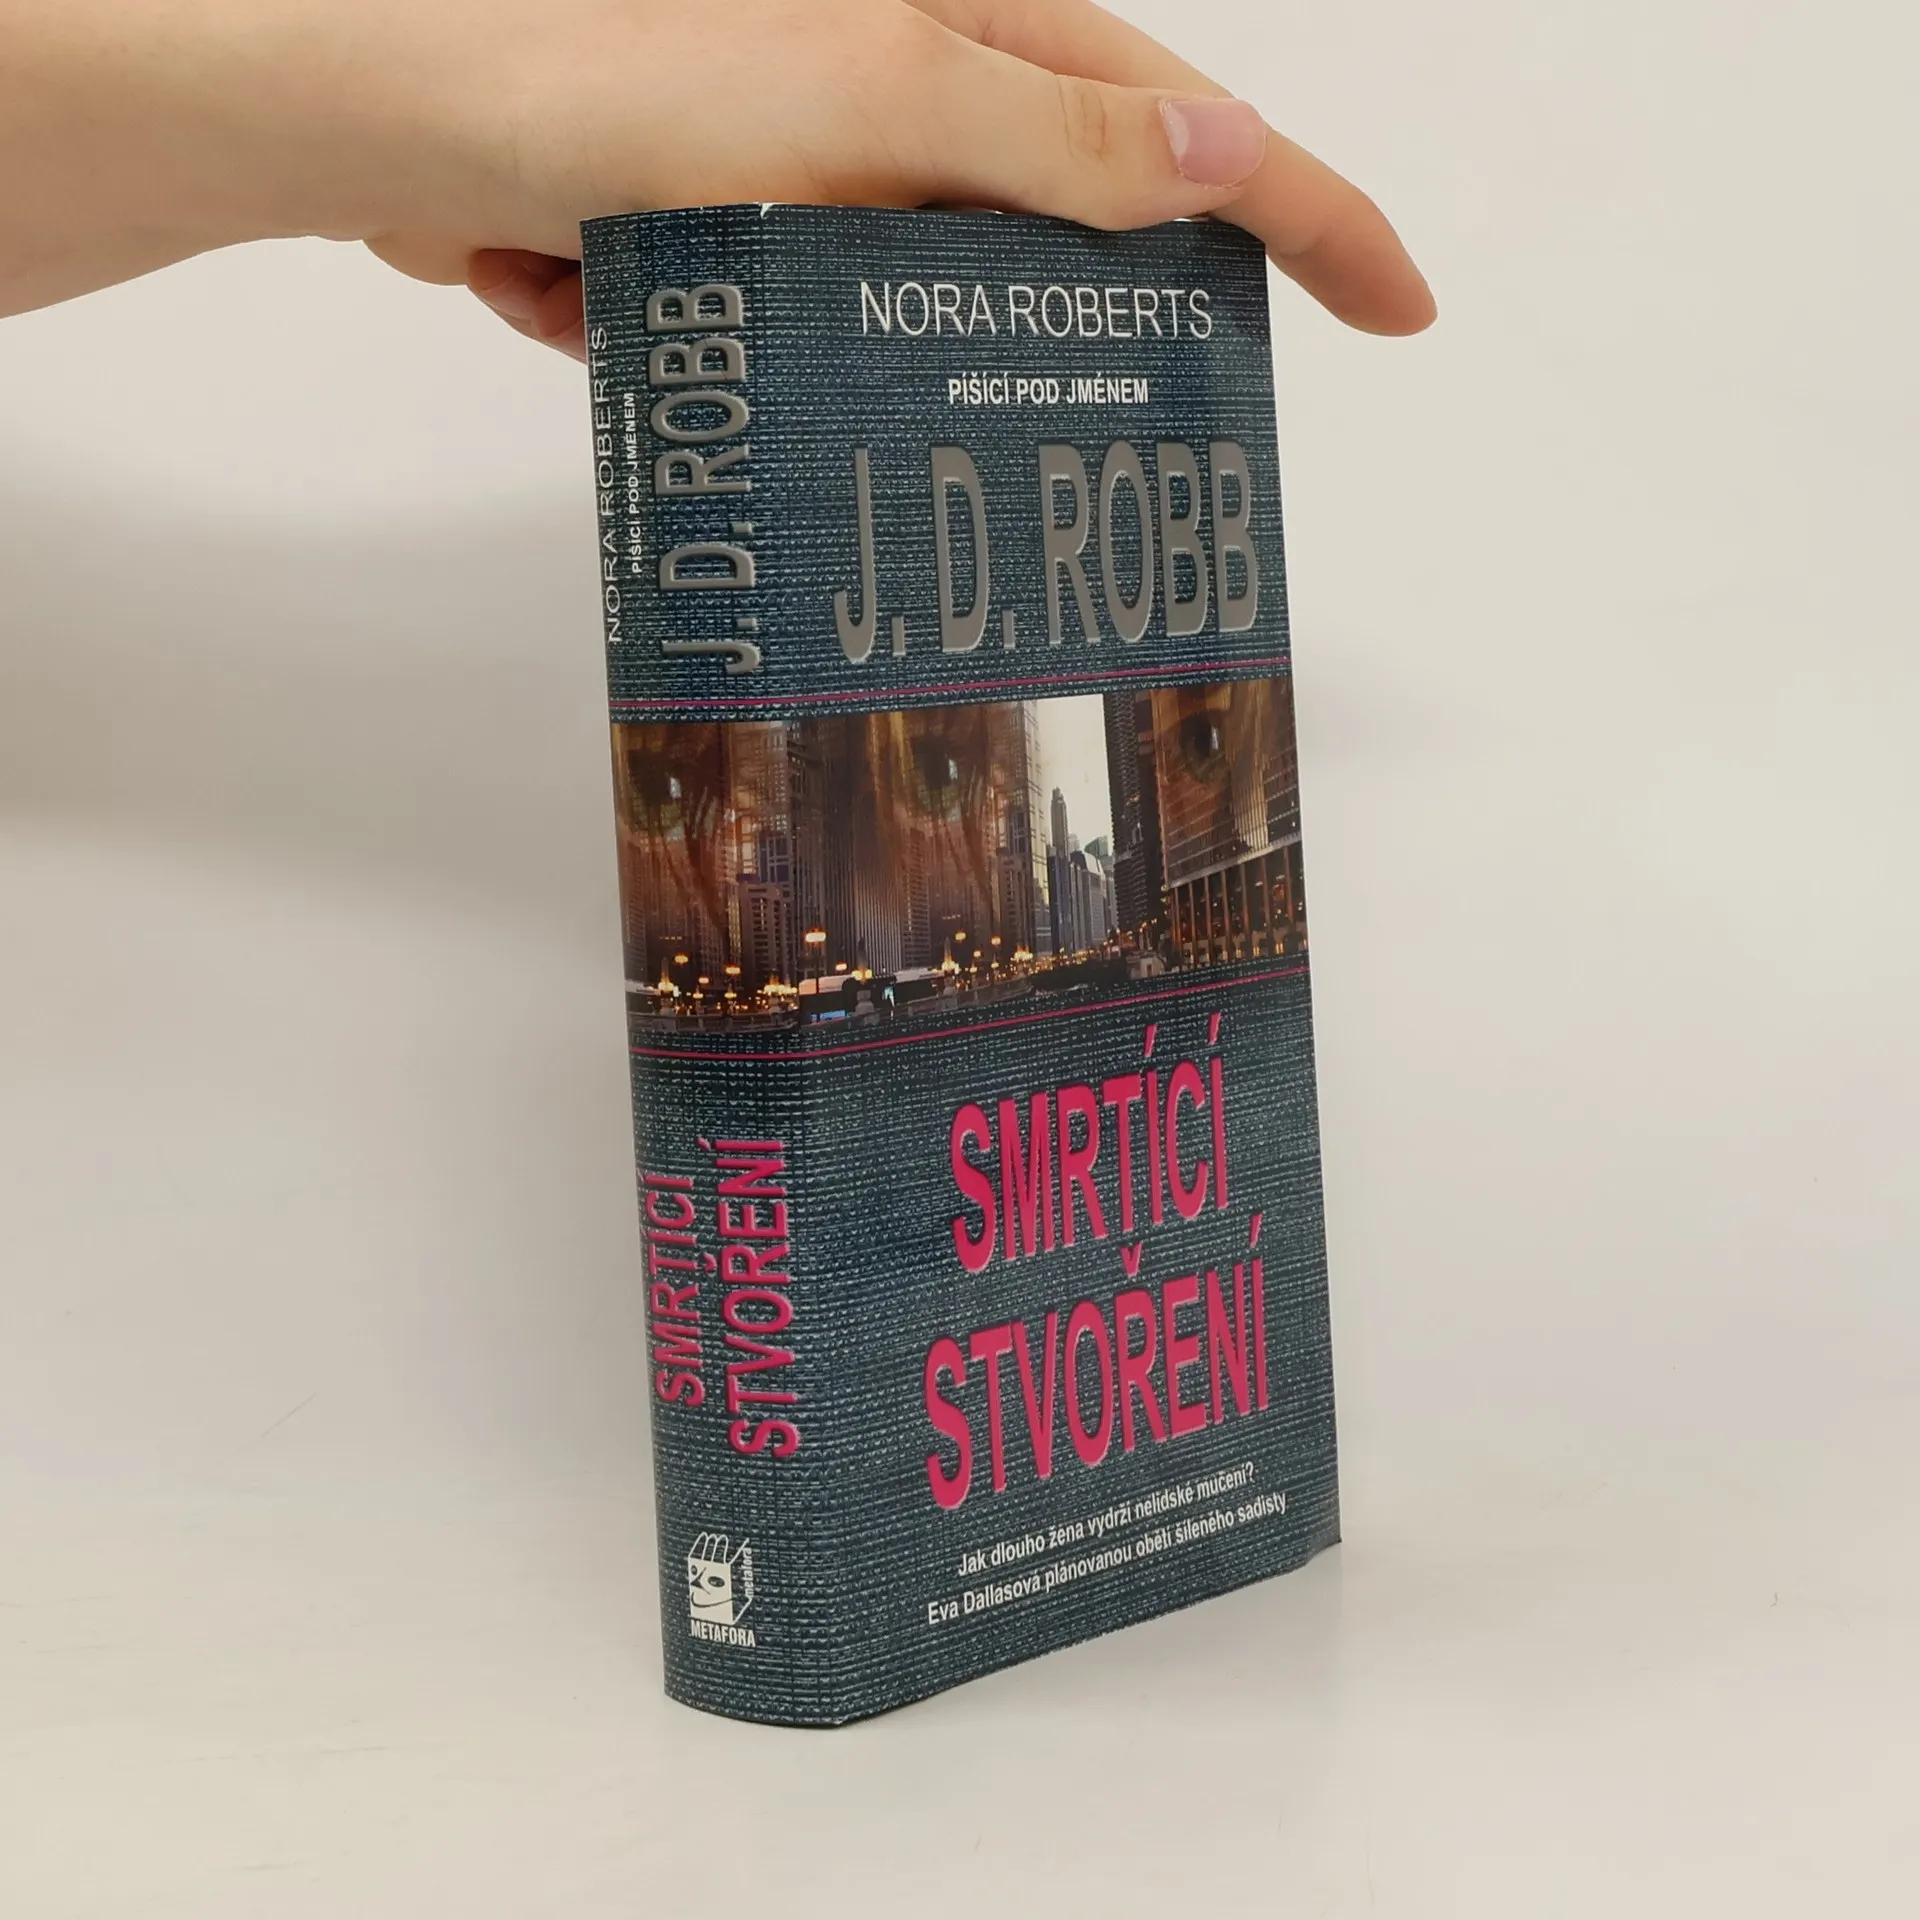 NORA ROBERTS
PÍŠÍCÍ POD JMÉNEM
J. D. ROBB
SMRTÍCÍ
STVOŘENÍ
metafora
METAFORA
NORA ROBERTS
PÍŠÍCÍ POD JMÉNEM
J. D. ROBB
SMRTÍCÍ
STVOŘENÍ
Jak dlouho žena vydrží nelidské mučení?
Eva Dallasová plánovanou obětí šíleného sadisty